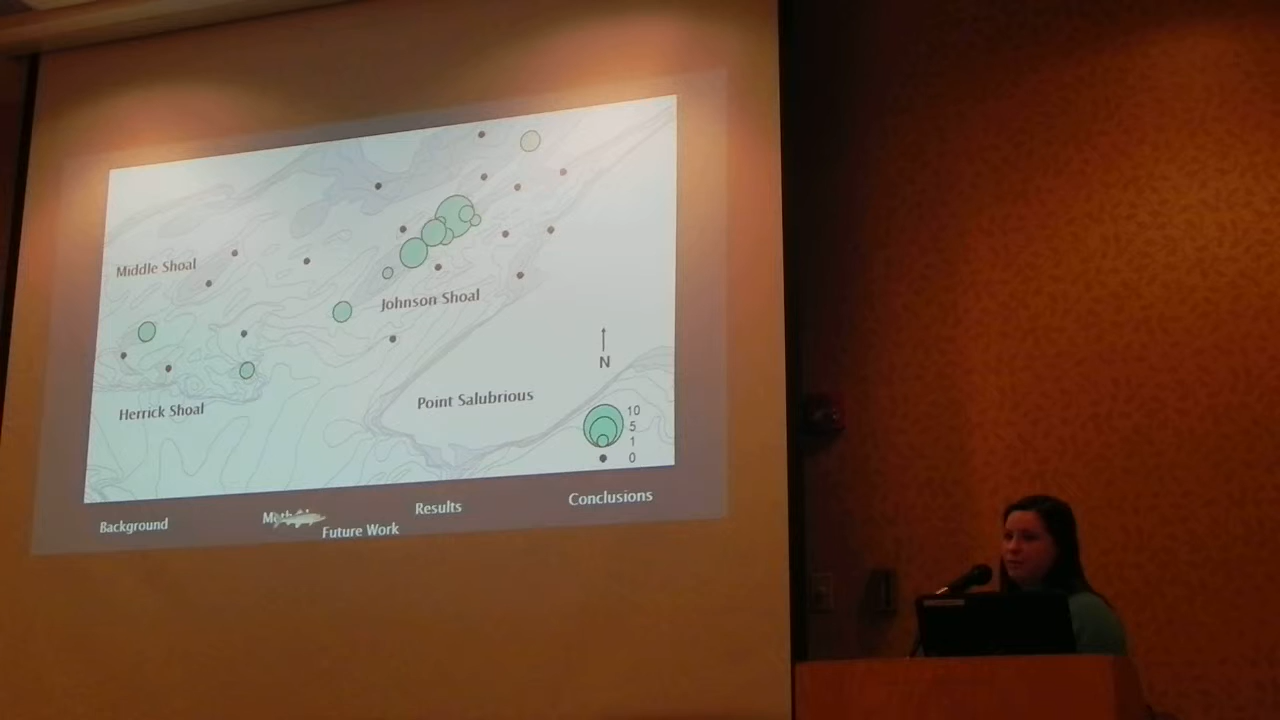 Middle Shoal
Johnson Shoal
N
Herrick Shoal
Point Salubrious
10
5
1
0
Background
Results
Conclusions
Future Work